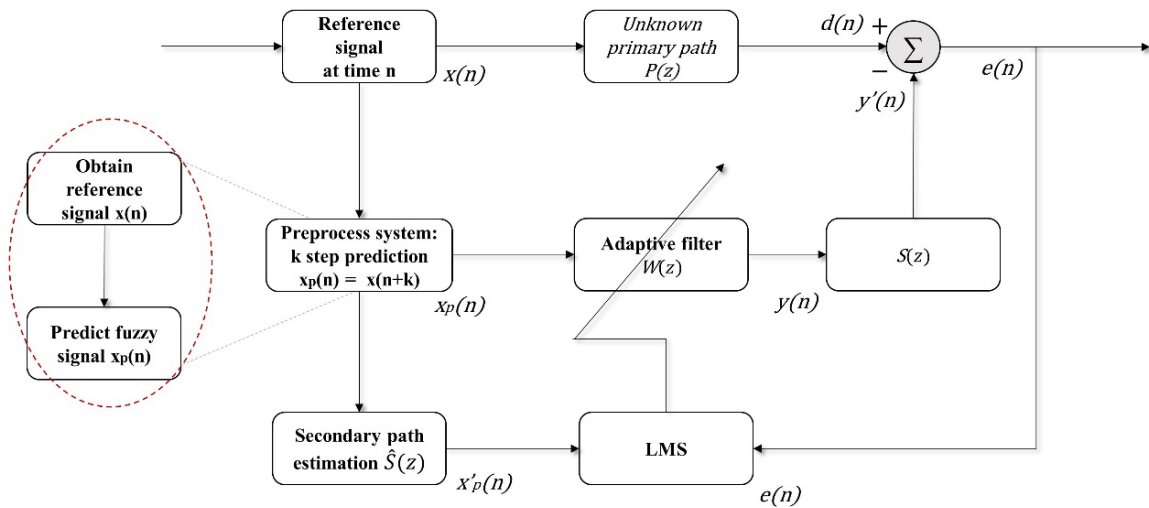 Reference
signal
at time n
x(n)
Unknown
primary path
P(z)
d(n)
+
Σ
−
e(n)
y'(n)
Obtain
reference
signal x(n)
Predict fuzzy
signal xₚ(n)
Preprocess system:
k step prediction
xₚ(n) = x(n+k)
xₚ(n)
Adaptive filter
W(z)
y(n)
S(z)
Secondary path
estimation Ŝ(z)
x'ₚ(n)
LMS
e(n)